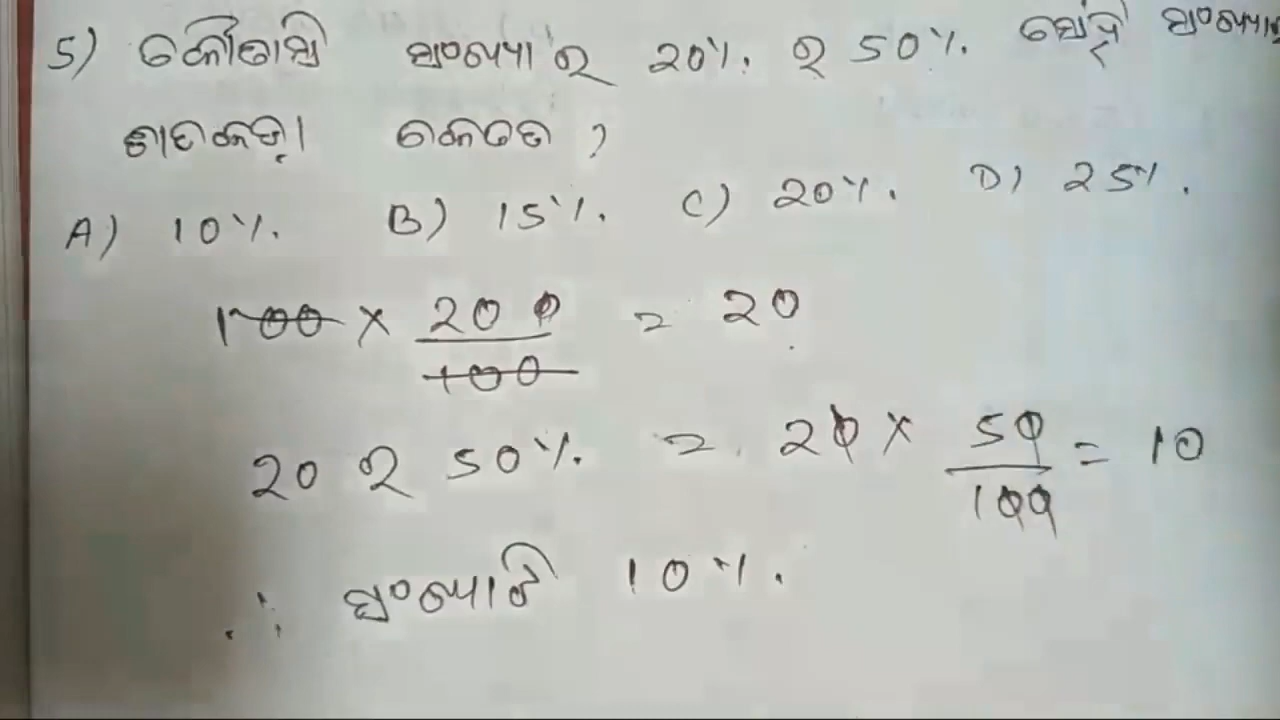 5) କୌଣସି ସଂଖ୍ୟା ର 20%. ର 50%. ସେହି ସଂଖ୍ୟାର
ଶତକଡ଼ା କେତେ ?
A) 10%. B) 15%. C) 20%. D) 25%.
100 × 200 / 100 = 20
20 ର 50%. = 20 × 50 / 100 = 10
∴ ସଂଖ୍ୟାଟି 10%.